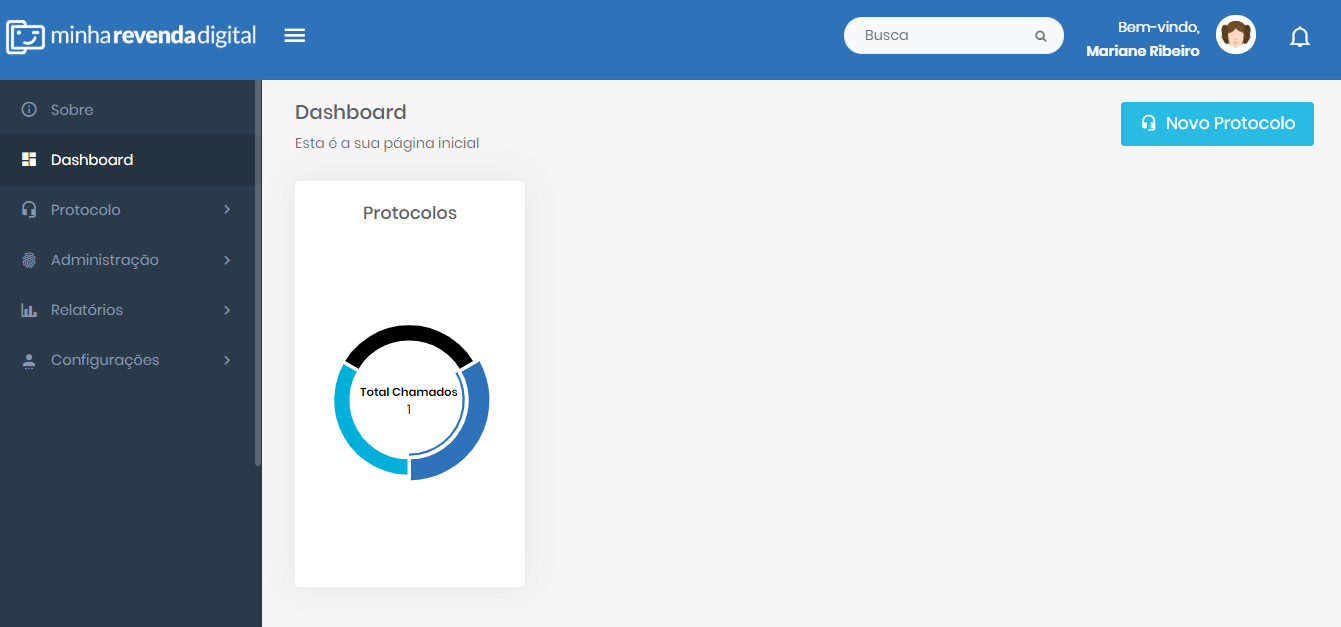 minharevendadigital
Busca
Bem-vindo,
Mariane Ribeiro
Sobre
Dashboard
Protocolo
Administração
Relatórios
Configurações
Dashboard
Esta é a sua página inicial
Novo Protocolo
Protocolos
Total Chamados
1